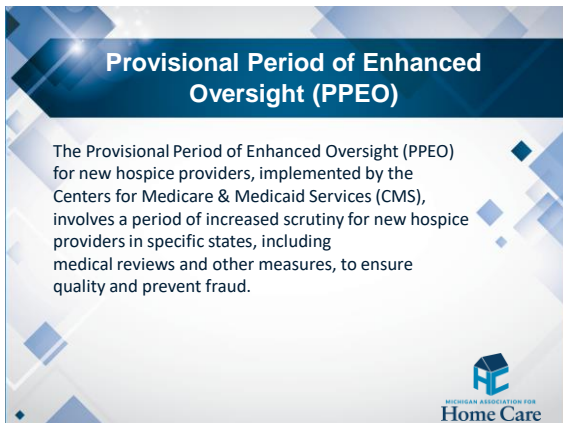 Provisional Period of Enhanced
Oversight (PPEO)
The Provisional Period of Enhanced Oversight (PPEO)
for new hospice providers, implemented by the
Centers for Medicare & Medicaid Services (CMS),
involves a period of increased scrutiny for new hospice
providers in specific states, including
medical reviews and other measures, to ensure
quality and prevent fraud.
HC
MICHIGAN ASSOCIATION FOR
Home Care